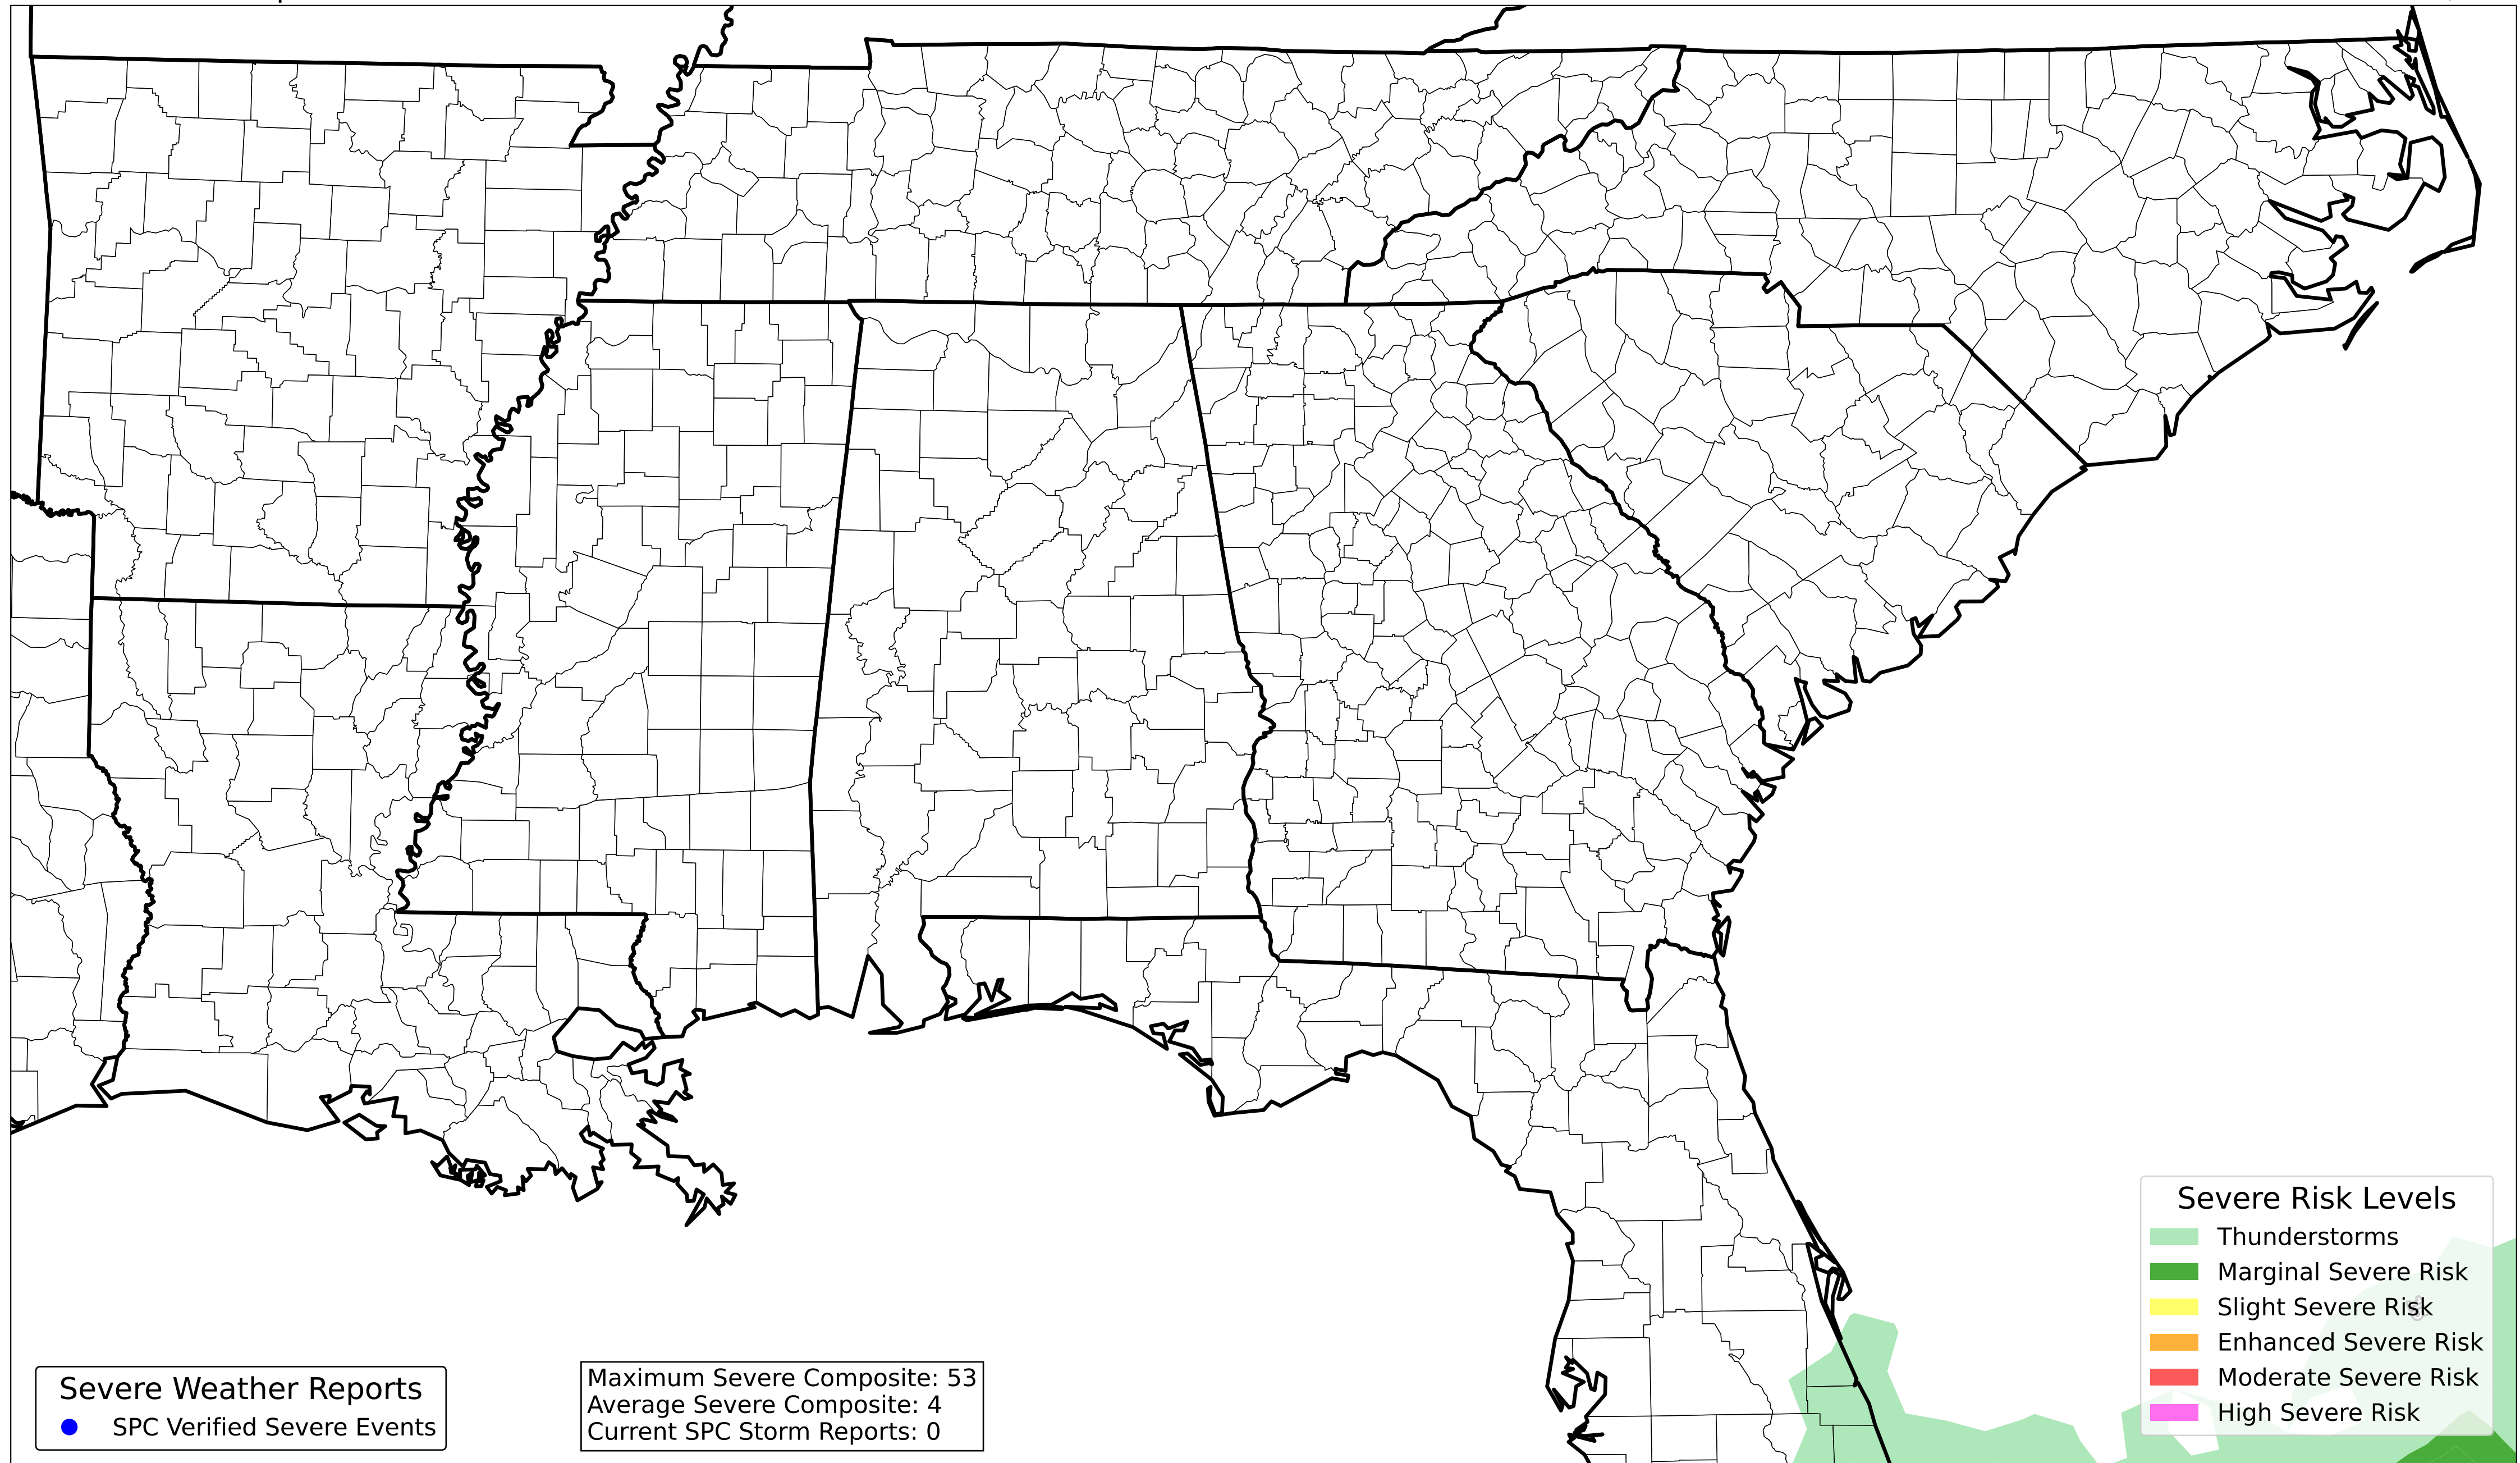 Severe Risk Levels
Thunderstorms
Marginal Severe Risk
Slight Severe Risk
Enhanced Severe Risk
Moderate Severe Risk
High Severe Risk
Severe Weather Reports
SPC Verified Severe Events
Maximum Severe Composite: 53
Average Severe Composite: 4
Current SPC Storm Reports: 0